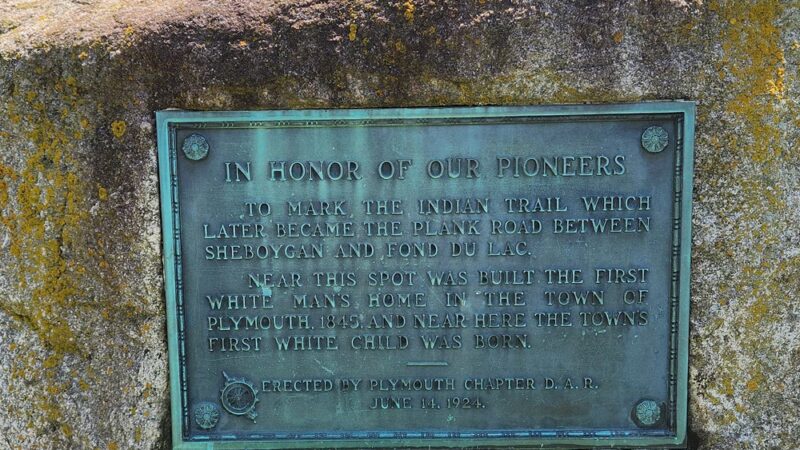 IN HONOR OF OUR PIONEERS
TO MARK THE INDIAN TRAIL WHICH
LATER BECAME THE PLANK ROAD BETWEEN
SHEBOYGAN AND FOND DU LAC.
NEAR THIS SPOT WAS BUILT THE FIRST
WHITE MAN'S HOME IN THE TOWN OF
PLYMOUTH, 1845, AND NEAR HERE THE TOWN'S
FIRST WHITE CHILD WAS BORN.
ERECTED BY PLYMOUTH CHAPTER D.A.R.
JUNE 14, 1924.